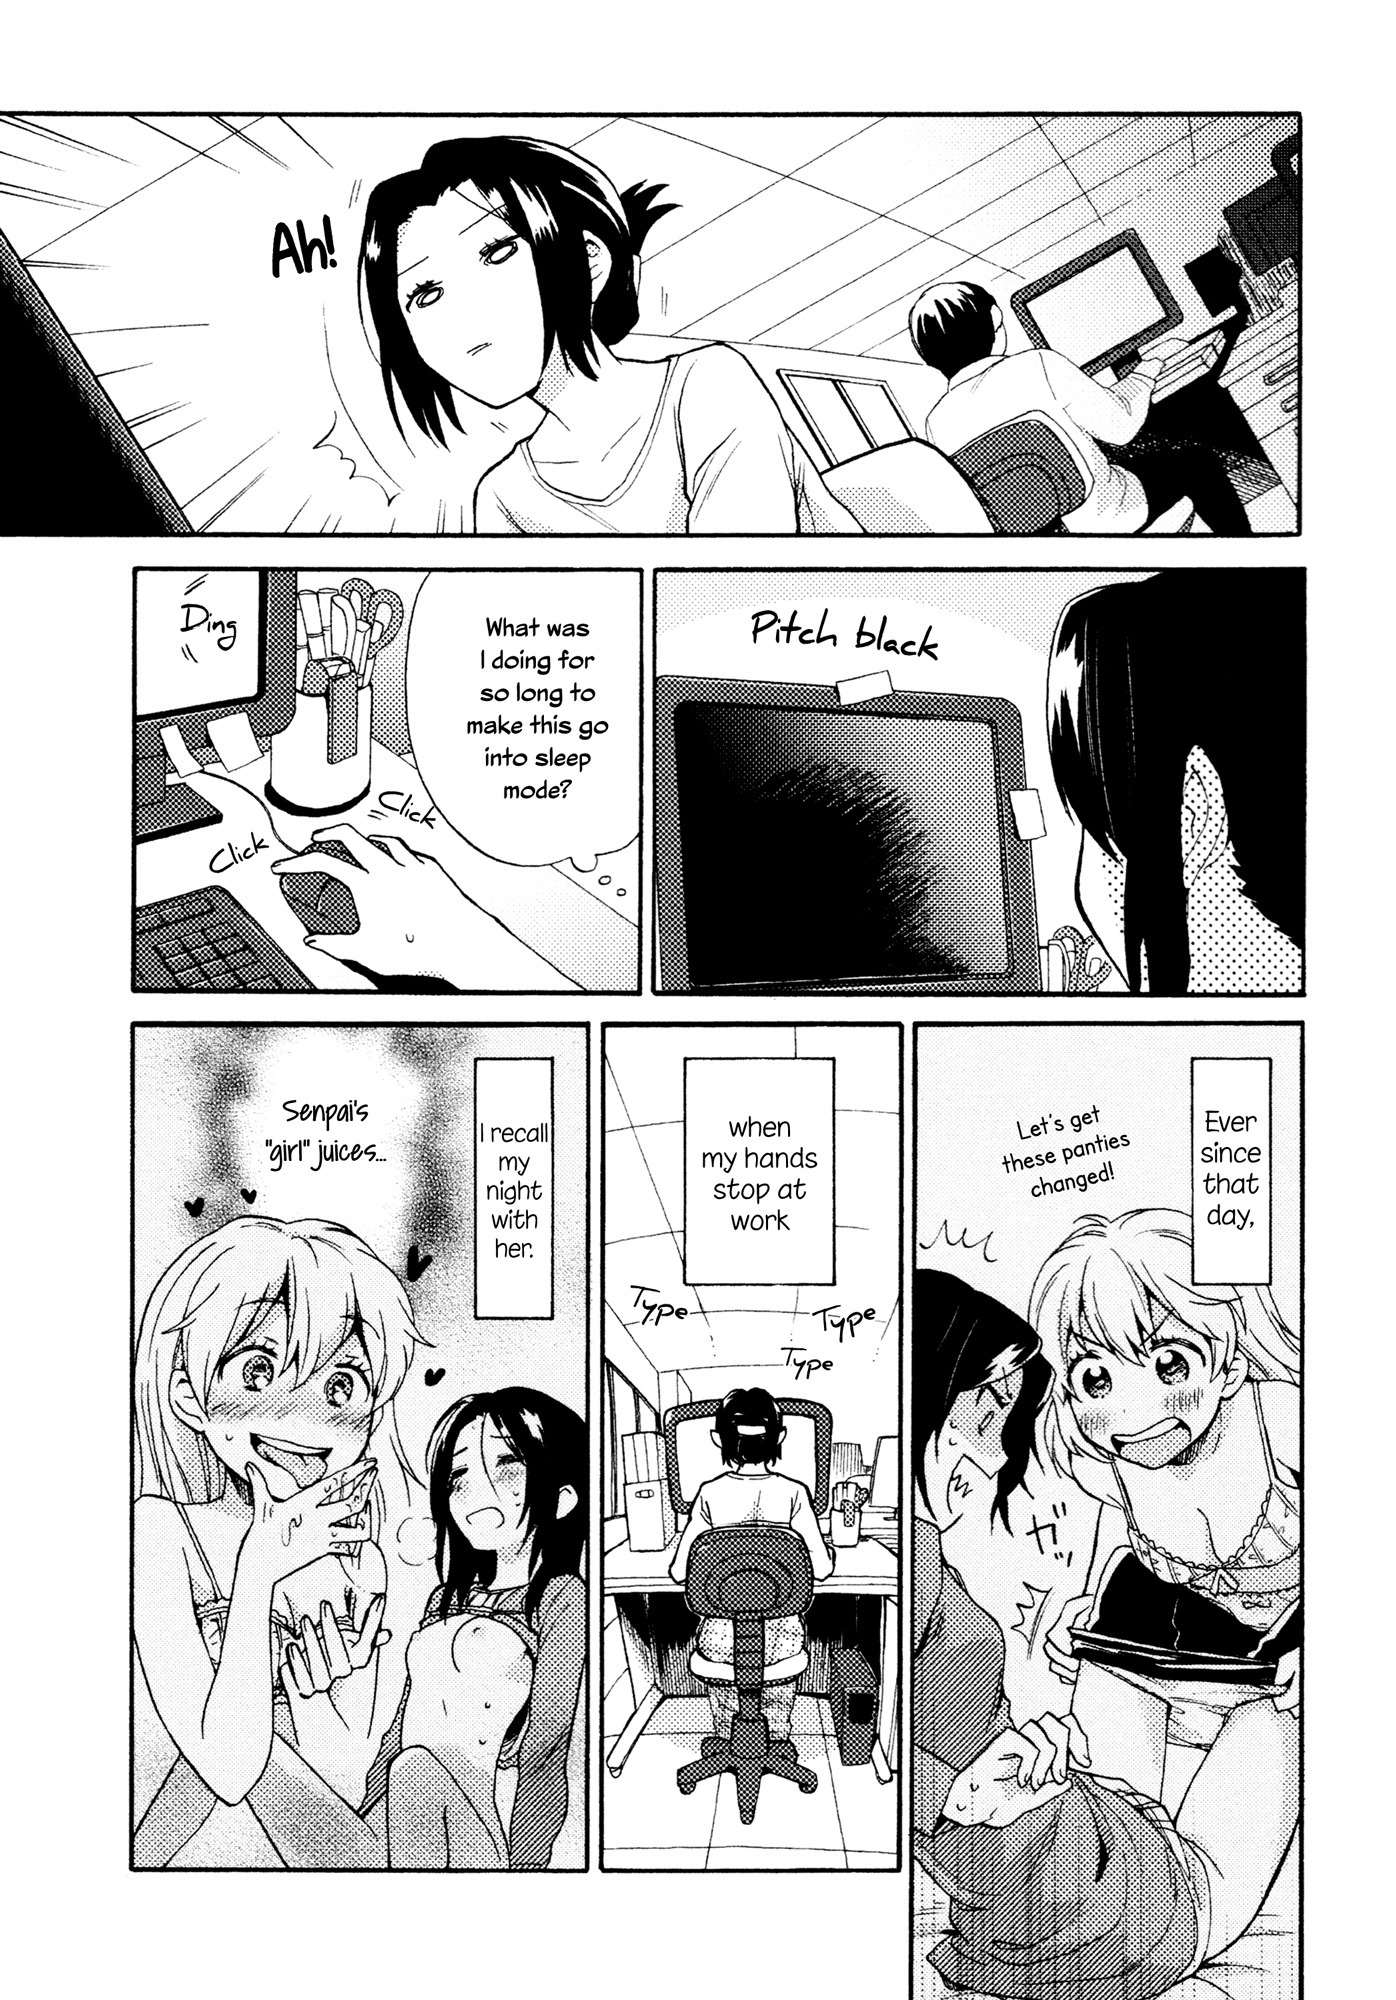 Ah!
Pitch black
What was
I doing for
so long to
make this go
into sleep
mode?
Ding
Click
Click
Ever
since
that
day,
Let's get
these panties
changed!
ガッ
when
my hands
stop at
work
Type
Type
Type
I recall
my
night
with
her.
Senpai's
"girl" juices...